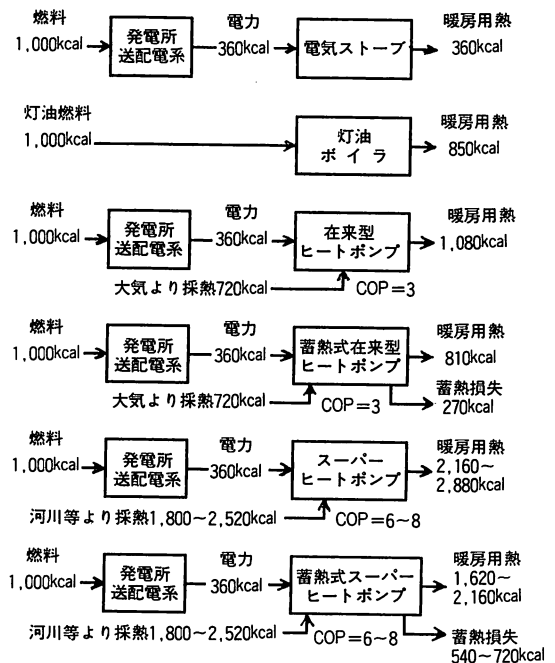 燃料
1,000kcal
発電所
送配電系
電力
360kcal
電気ストーブ
暖房用熱
360kcal
灯油燃料
1,000kcal
灯油
ボイラ
暖房用熱
850kcal
燃料
1,000kcal
発電所
送配電系
電力
360kcal
在来型
ヒートポンプ
暖房用熱
1,080kcal
大気より採熱720kcal
COP=3
燃料
1,000kcal
発電所
送配電系
電力
360kcal
蓄熱式在来型
ヒートポンプ
暖房用熱
810kcal
大気より採熱720kcal
COP=3
蓄熱損失
270kcal
燃料
1,000kcal
発電所
送配電系
電力
360kcal
スーパー
ヒートポンプ
暖房用熱
2,160~
2,880kcal
河川等より採熱1,800~2,520kcal
COP=6~8
燃料
1,000kcal
発電所
送配電系
電力
360kcal
蓄熱式スーパー
ヒートポンプ
暖房用熱
1,620~
2,160kcal
河川等より採熱1,800~2,520kcal
COP=6~8
蓄熱損失
540~720kcal